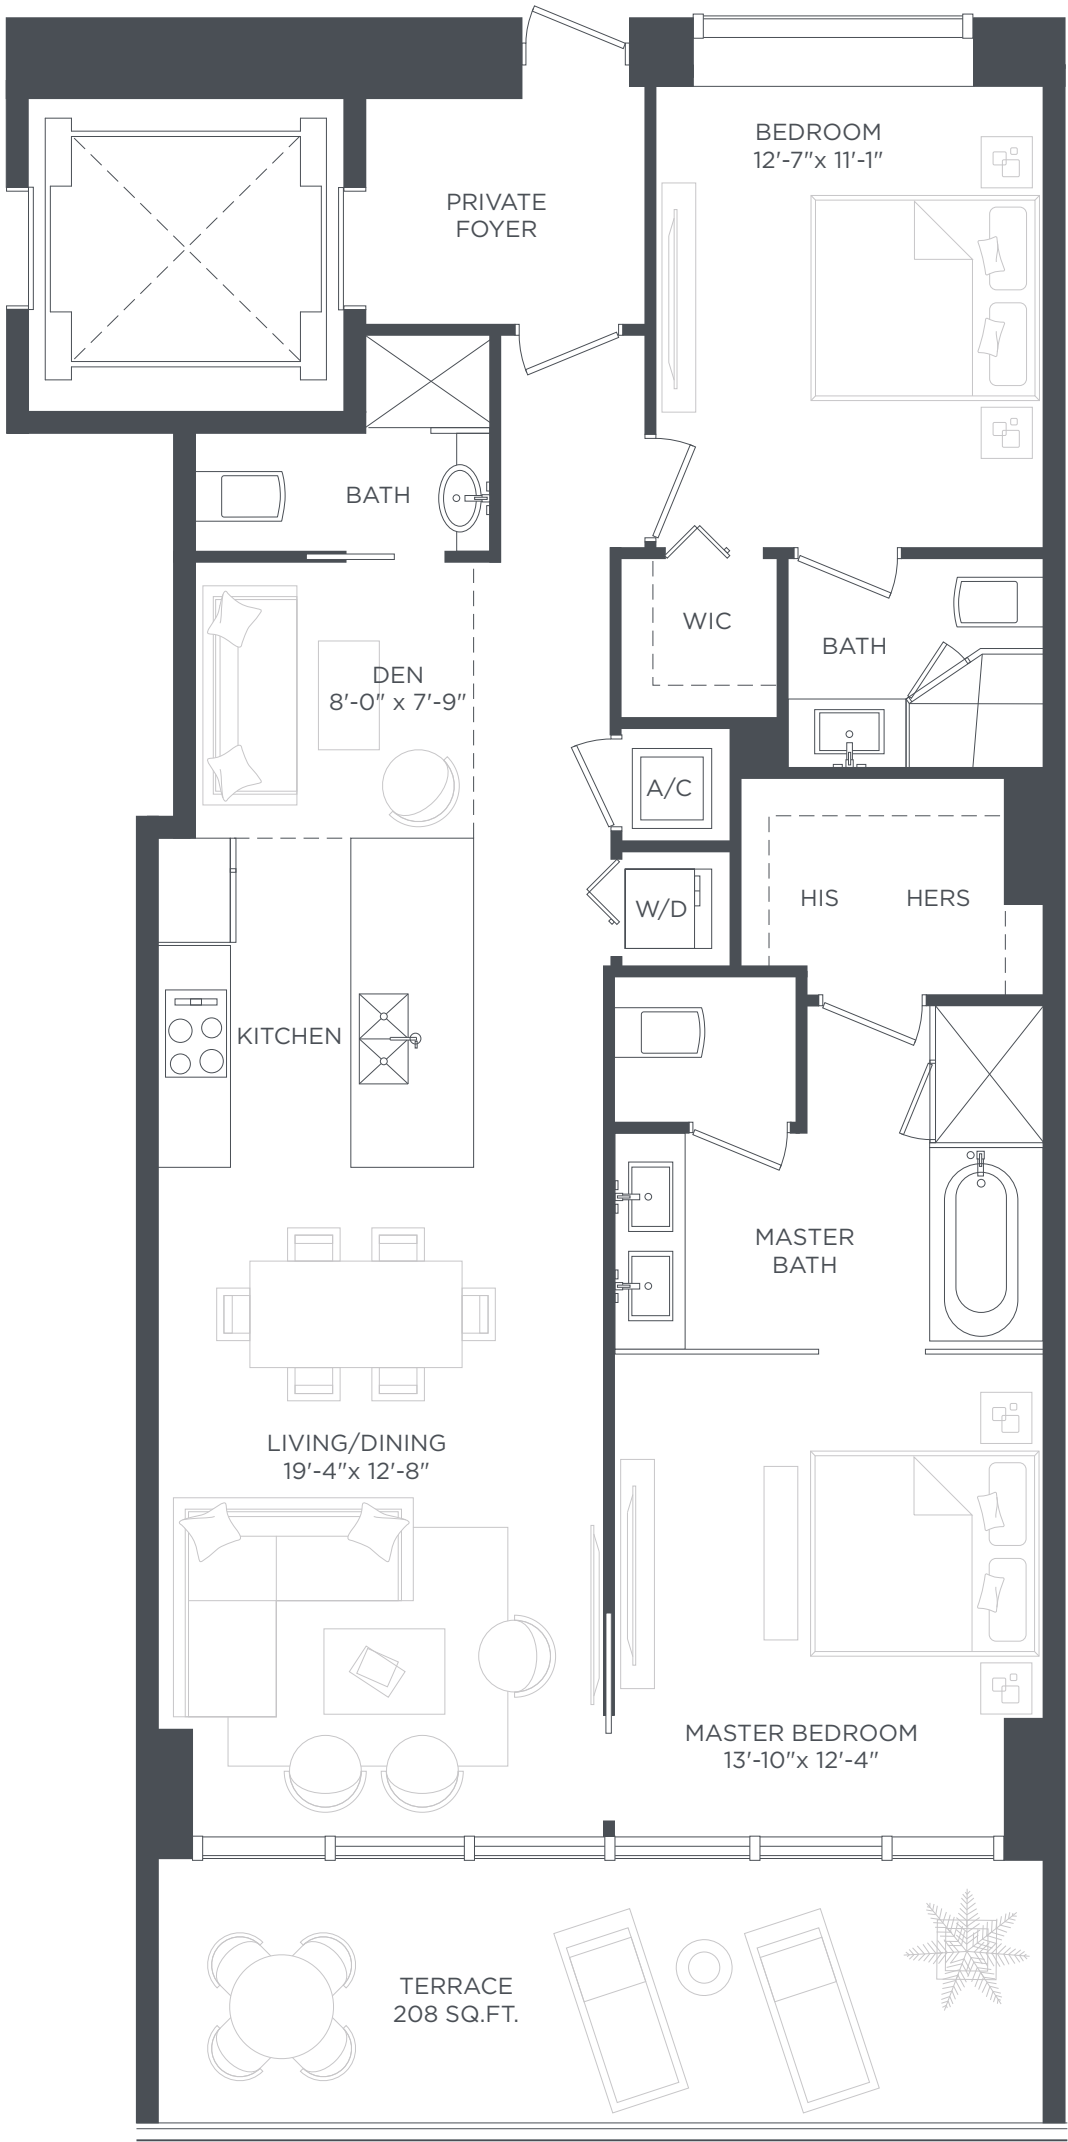 BEDROOM
12'-7"x 11'-1"
PRIVATE
FOYER
BATH
WIC
BATH
DEN
8'-0" x 7'-9"
A/C
W/D
HIS
HERS
KITCHEN
MASTER
BATH
LIVING/DINING
19'-4"x 12'-8"
MASTER BEDROOM
13'-10"x 12'-4"
TERRACE
208 SQ.FT.